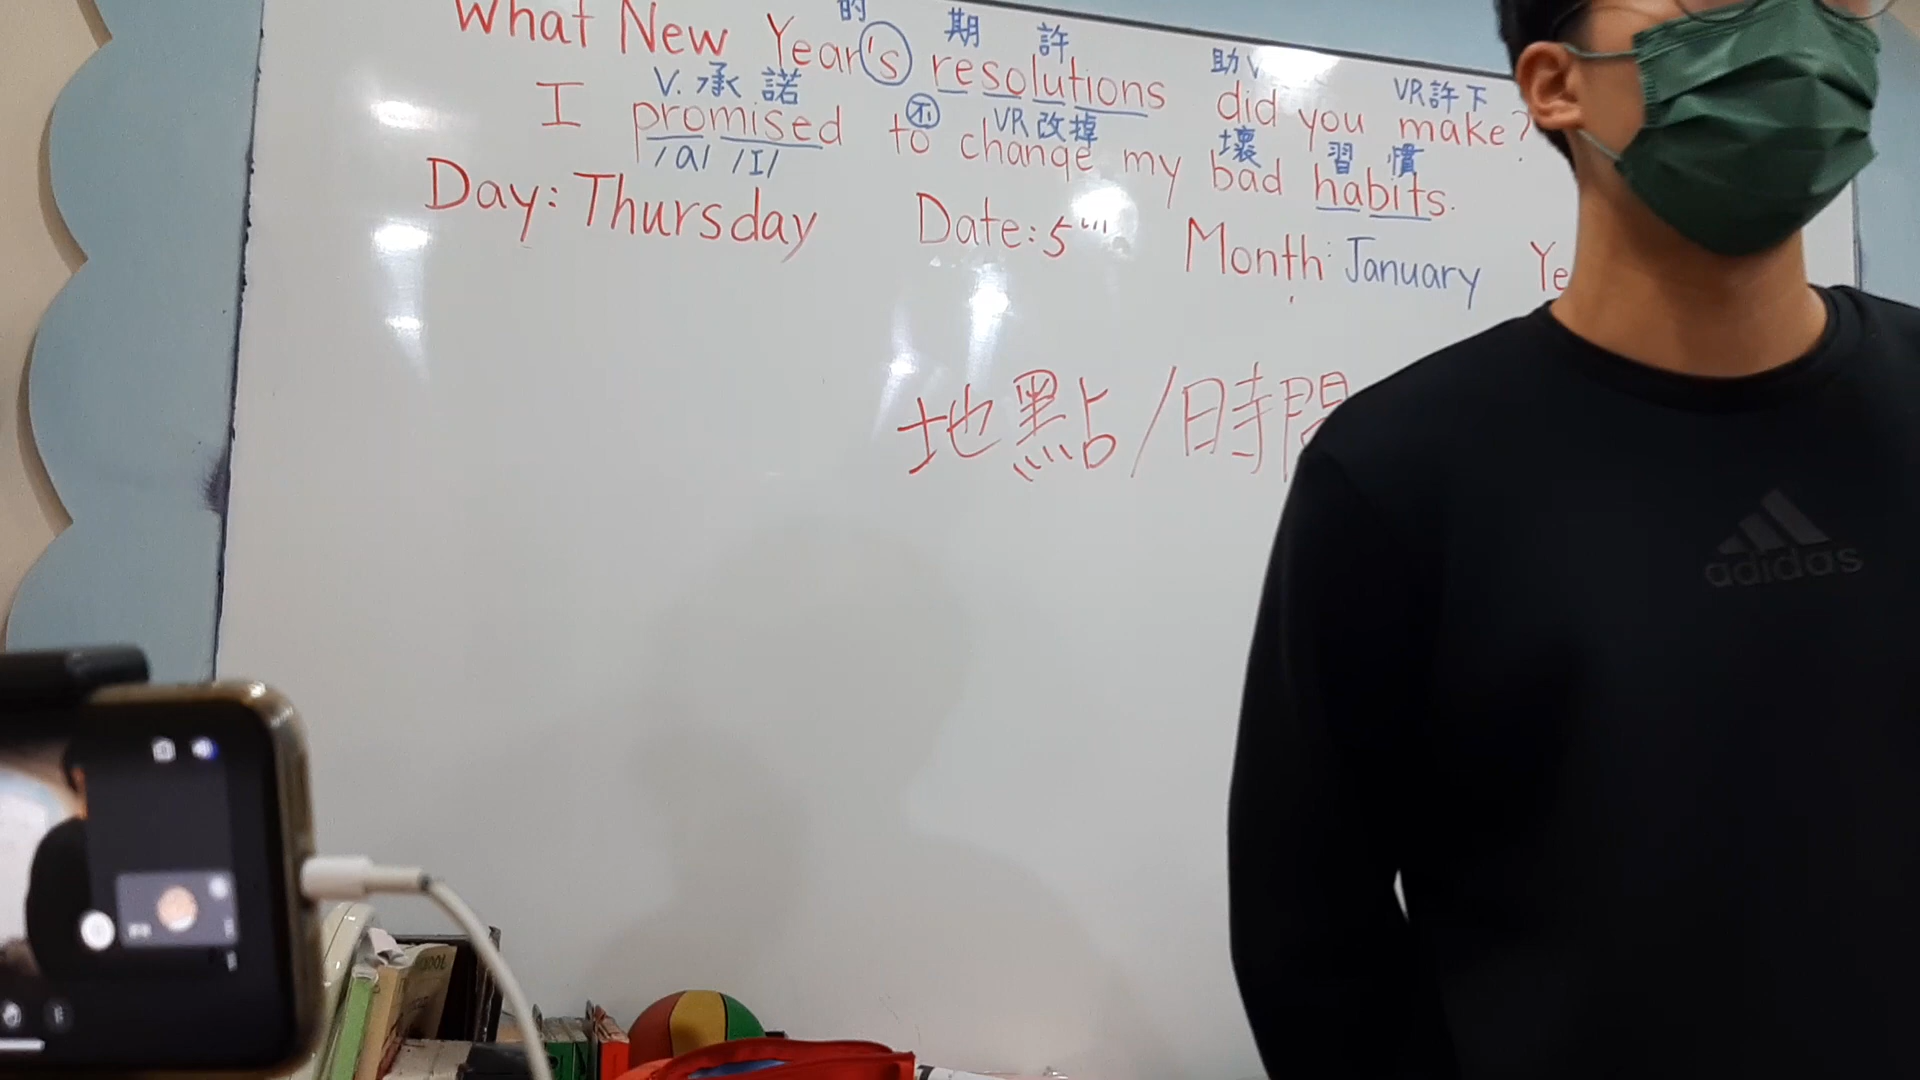 的 期 許
What New Year's resolutions did you make?
助V VR許下
V. 承諾 不 VR改掉 壞 習 慣
I promised to change my bad habits.
/a/ /I/
Day: Thursday Date: 5 Month: January Ye
地點/時間
adidas